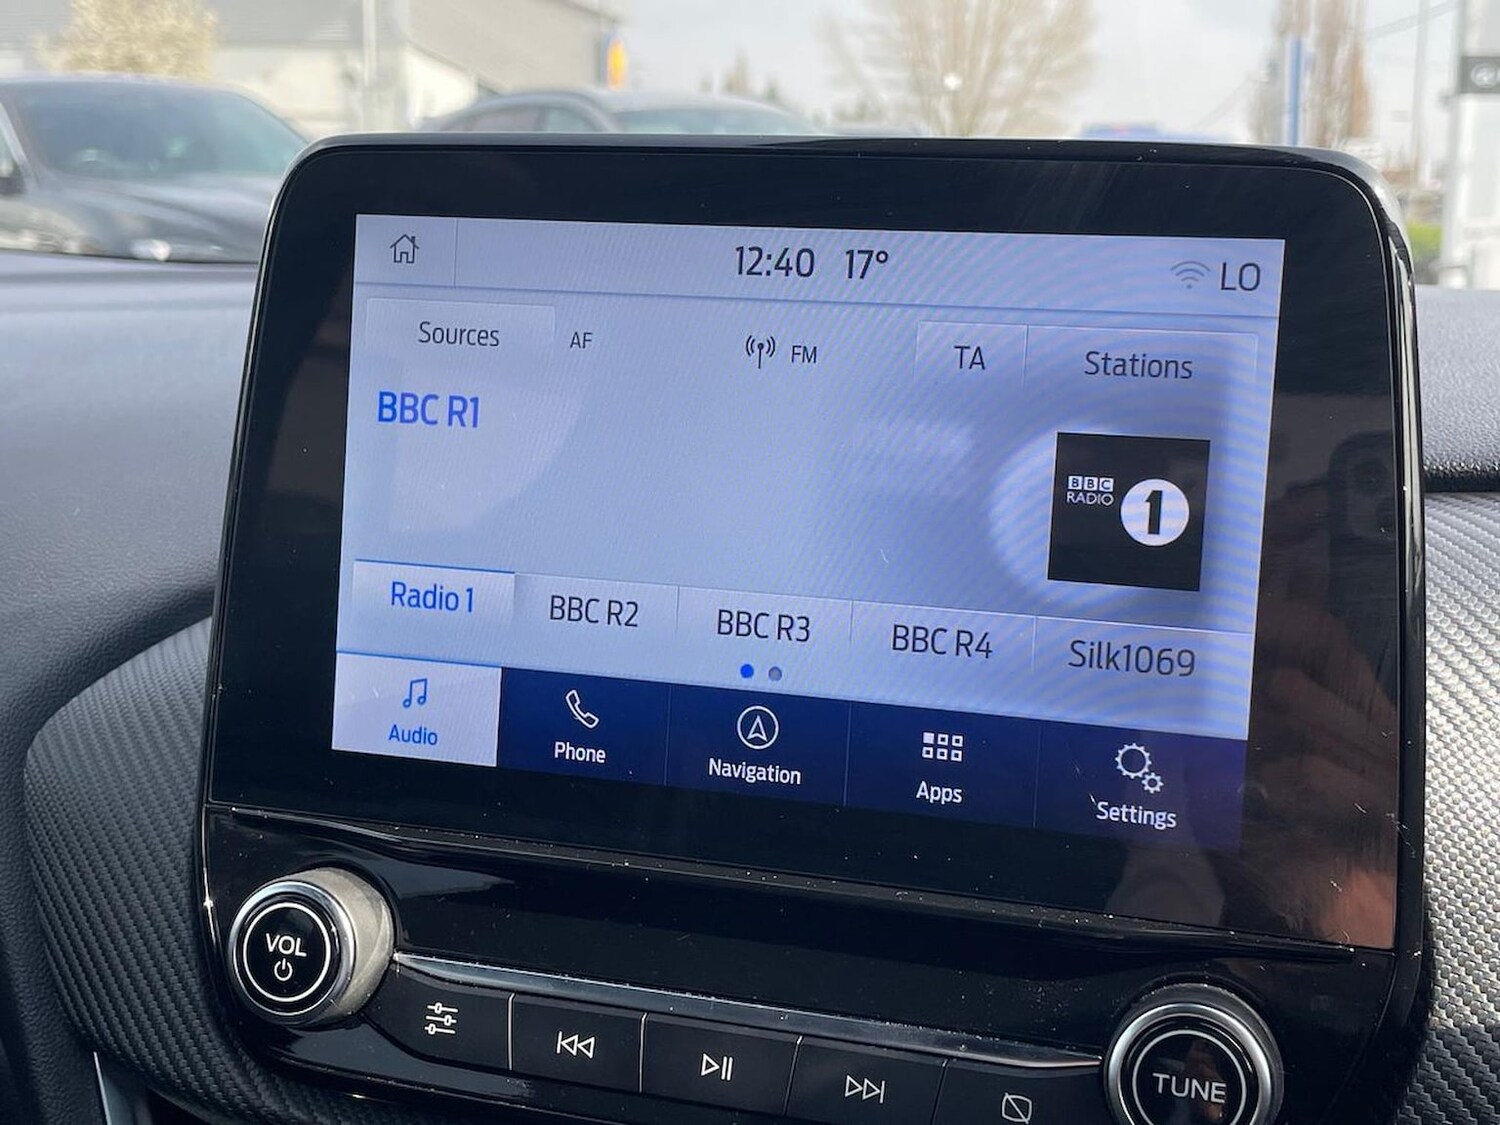 12:40 17°
LO
Sources
AF
FM
TA
Stations
BBC R1
BBC
RADIO
1
Radio 1
BBC R2
BBC R3
BBC R4
Silk1069
Audio
Phone
Navigation
Apps
Settings
VOL
TUNE